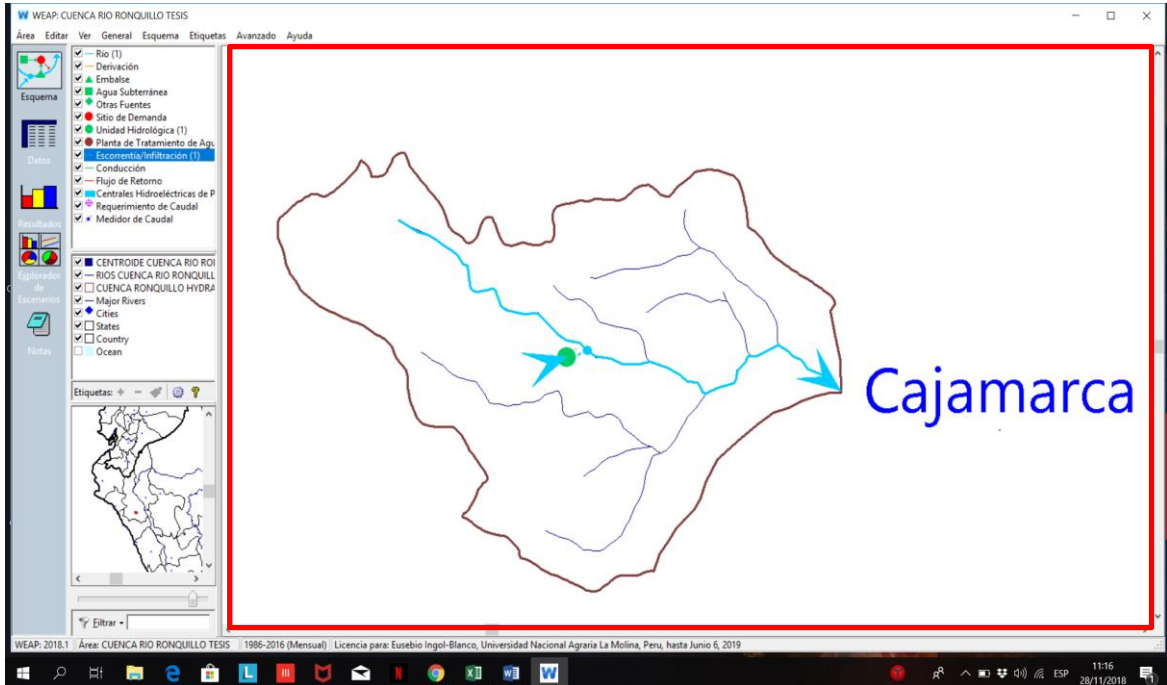 WEAP: CUENCA RIO RONQUILLO TESIS
Área Editar Ver General Esquema Etiquetas Avanzado Ayuda
Esquema
Datos
Resultados
Explorador
de
Escenarios
Notas
Río (1)
Derivación
Embalse
Agua Subterránea
Otras Fuentes
Sitio de Demanda
Unidad Hidrológica (1)
Planta de Tratamiento de Agu
Escorrentía/Infiltración (1)
Conducción
Flujo de Retorno
Centrales Hidroeléctricas de P
Requerimiento de Caudal
Medidor de Caudal
CENTROIDE CUENCA RIO ROI
RIOS CUENCA RIO RONQUILL
CUENCA RONQUILLO HYDRA
Major Rivers
Cities
States
Country
Ocean
Etiquetas: + −
Cajamarca
Filtrar
WEAP: 2018.1 Área: CUENCA RIO RONQUILLO TESIS 1986-2016 (Mensual) Licencia para: Eusebio Ingol-Blanco, Universidad Nacional Agraria La Molina, Peru, hasta Junio 6, 2019
ESP
11:16
28/11/2018